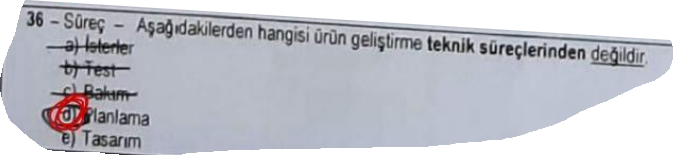 36 – Süreç – Aşağıdakilerden hangisi ürün geliştirme teknik süreçlerinden değildir.
a) İsterler
b) Test
c) Bakım
d) Planlama
e) Tasarım